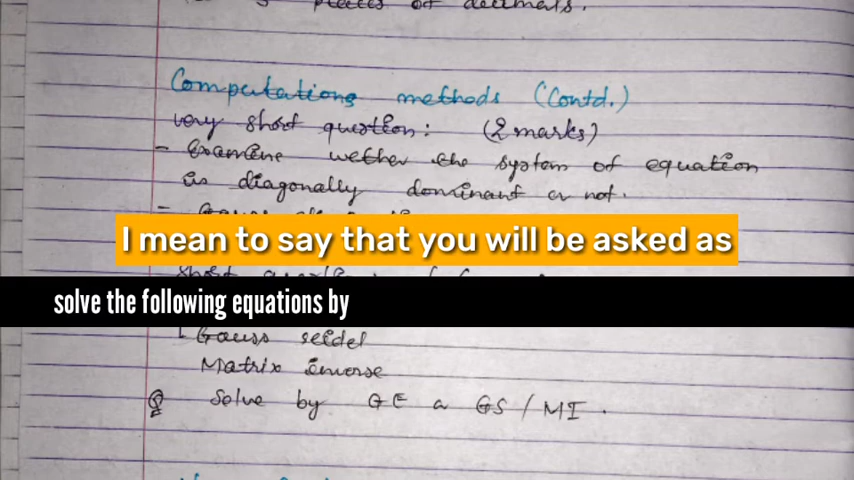 places of decimals.
Computations methods (Contd.)
very short question: (2 marks)
- Examine wether the system of equation
is diagonally dominant or not.
I mean to say that you will be asked as
solve the following equations by
Gauss seidel
Matrix inverse
Q Solve by GE a GS / MI .